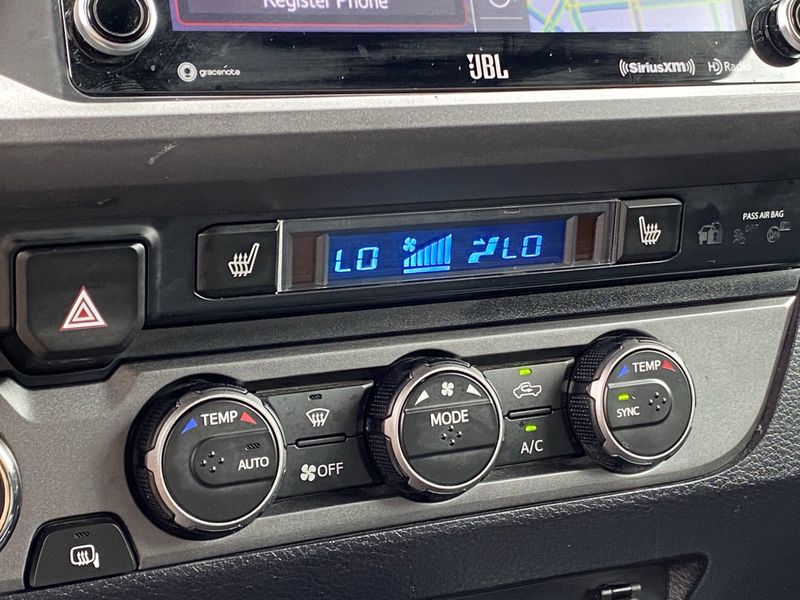 Register Phone
gracenote
JBL
SiriusXM
HD Radio
PASS AIR BAG
OFF
ON
LO
LO
TEMP
AUTO
OFF
MODE
A/C
TEMP
SYNC